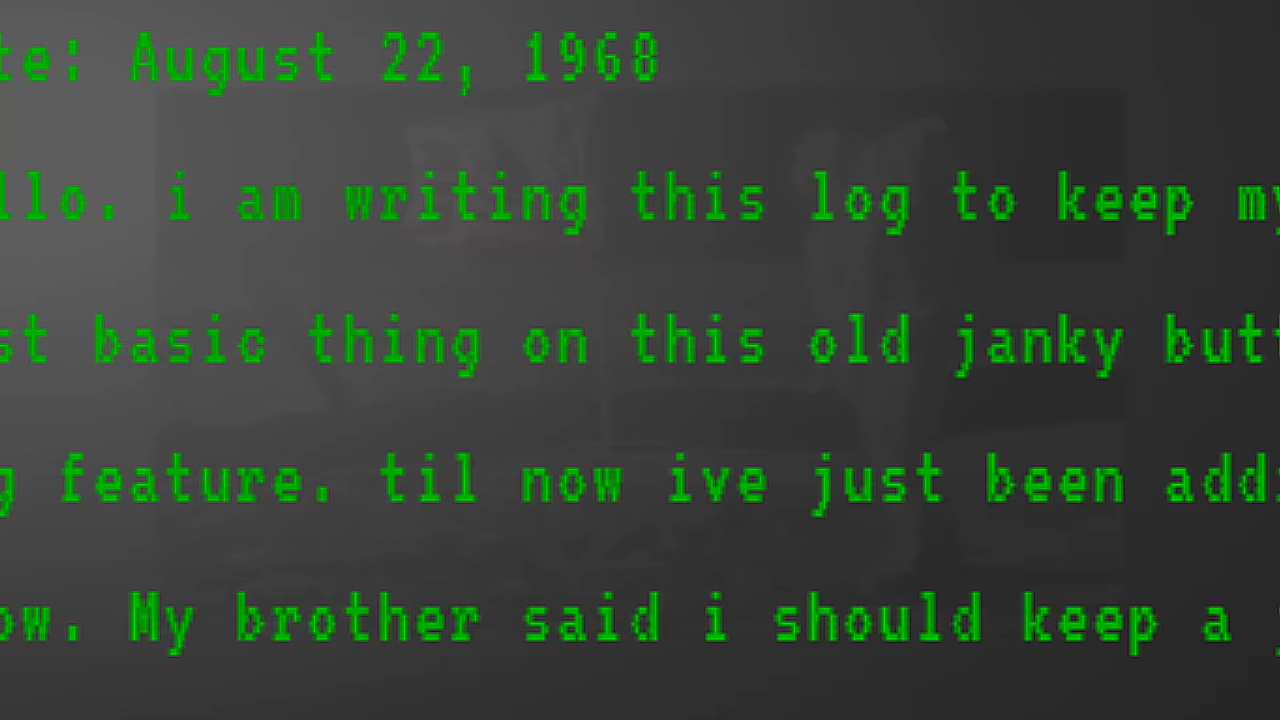 te: August 22, 1968
llo. i am writing this log to keep my
st basic thing on this old janky butt
g feature. til now ive just been addi
ow. My brother said i should keep a